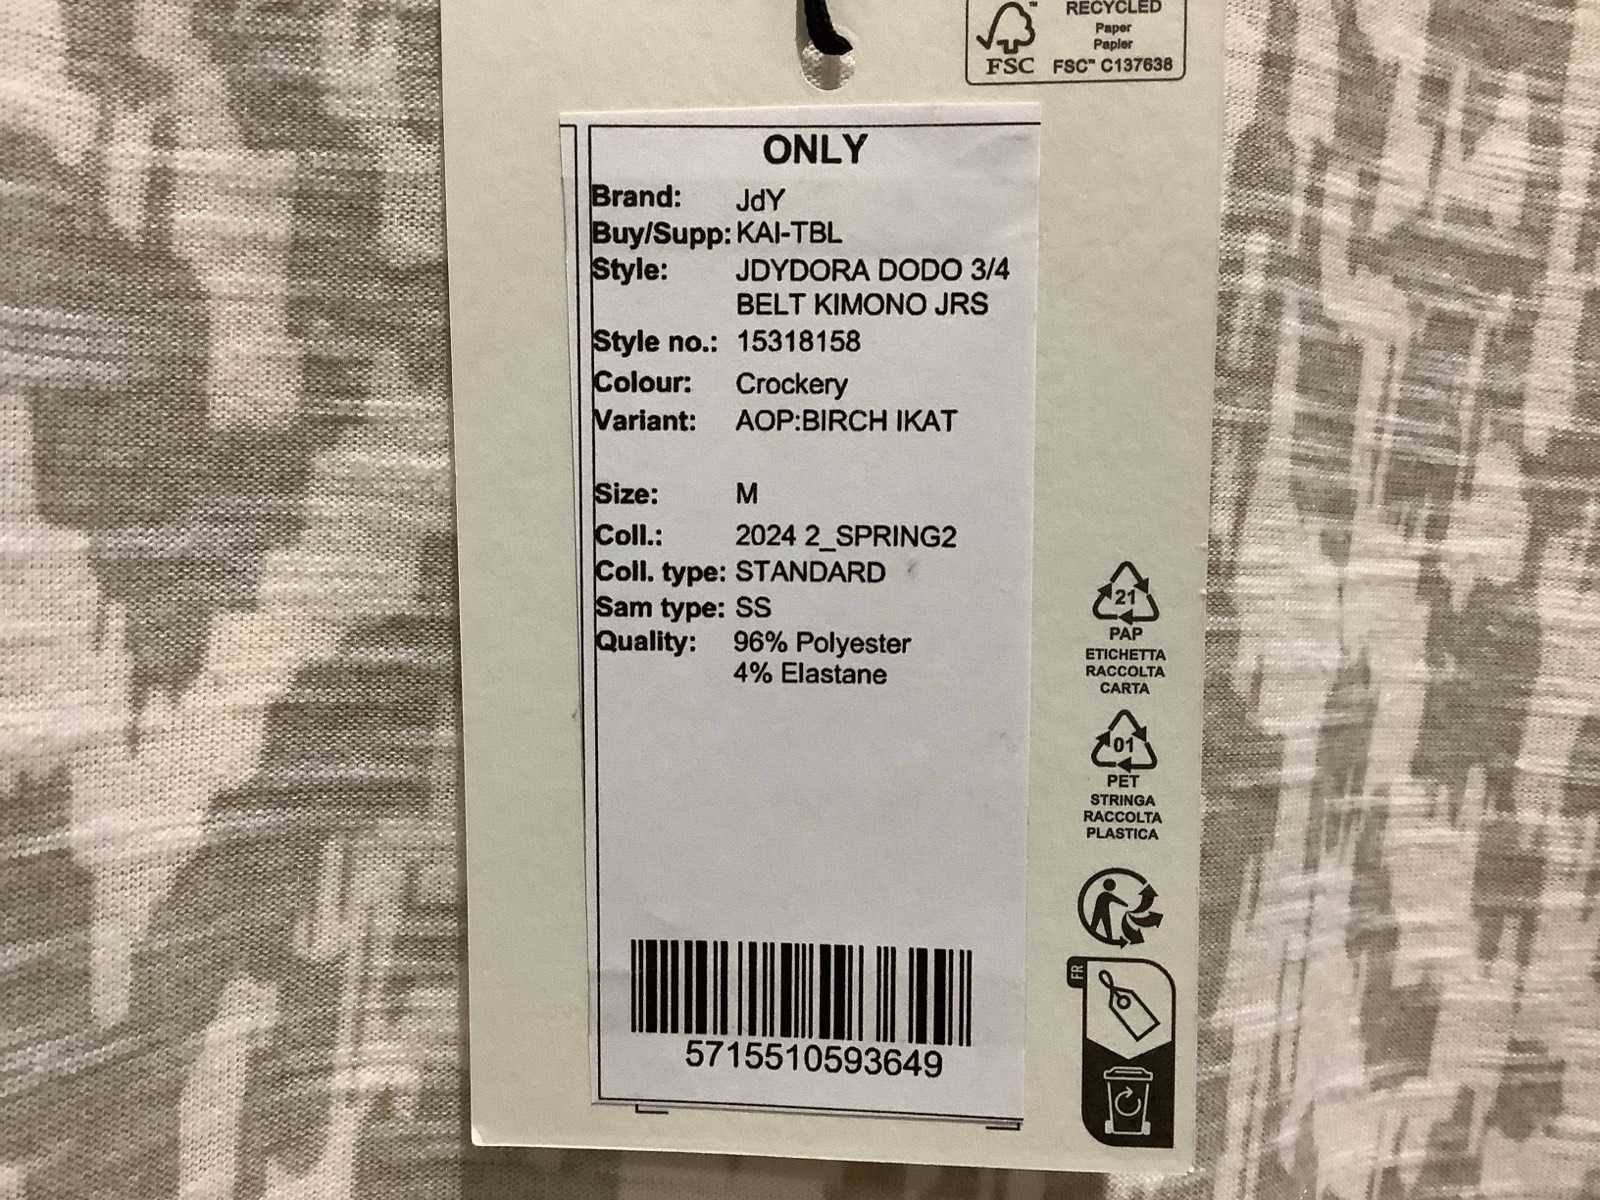 RECYCLED
Paper
Papier
FSC™ C137638
FSC
ONLY
Brand: JdY
Buy/Supp: KAI-TBL
Style: JDYDORA DODO 3/4
BELT KIMONO JRS
Style no.: 15318158
Colour: Crockery
Variant: AOP:BIRCH IKAT
Size: M
Coll.: 2024 2_SPRING2
Coll. type: STANDARD
Sam type: SS
Quality: 96% Polyester
4% Elastane
5715510593649
21
PAP
ETICHETTA
RACCOLTA
CARTA
01
PET
STRINGA
RACCOLTA
PLASTICA
FR